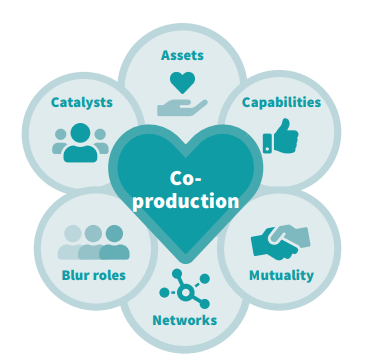 Assets
Catalysts
Capabilities
Co-
production
Blur roles
Mutuality
Networks